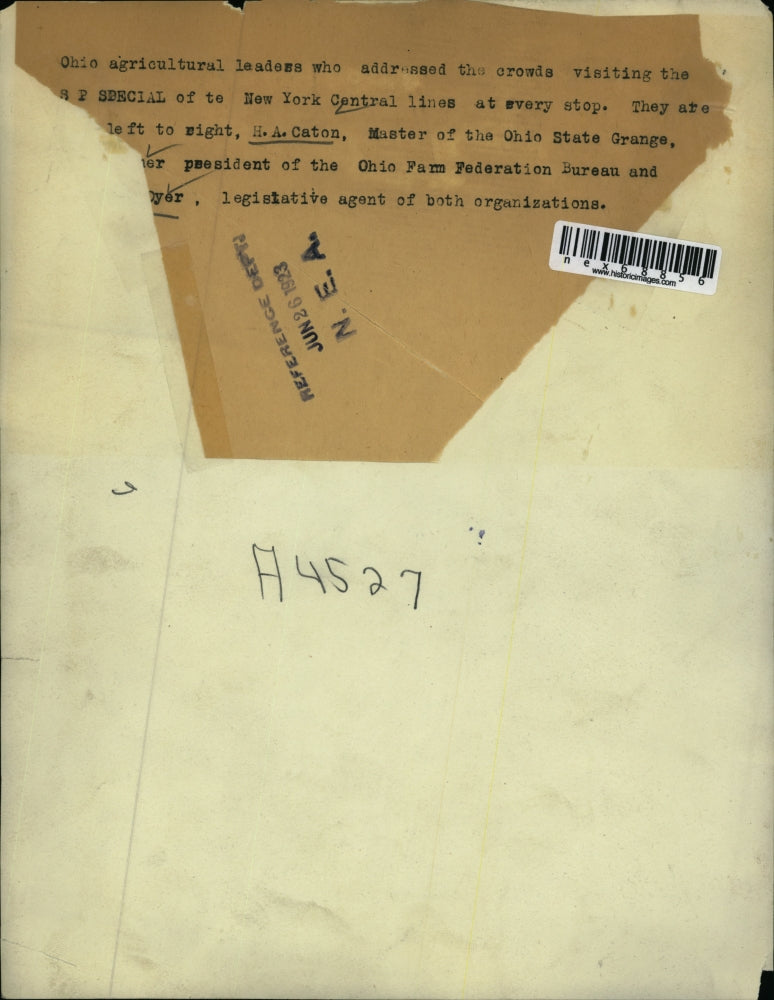 Ohio agricultural leadess who addressed the crowds visiting the
S P SPECIAL of te New York Central lines at every stop. They are
left to right, H. A. Caton, Master of the Ohio State Grange,
her psesident of the Ohio Farm Federation Bureau and
Dyer , legislative agent of both organizations.
REFERENCE DEPT.
JUN 26 1923
N. E. A.
nex68856
www.historicimages.com
A4527